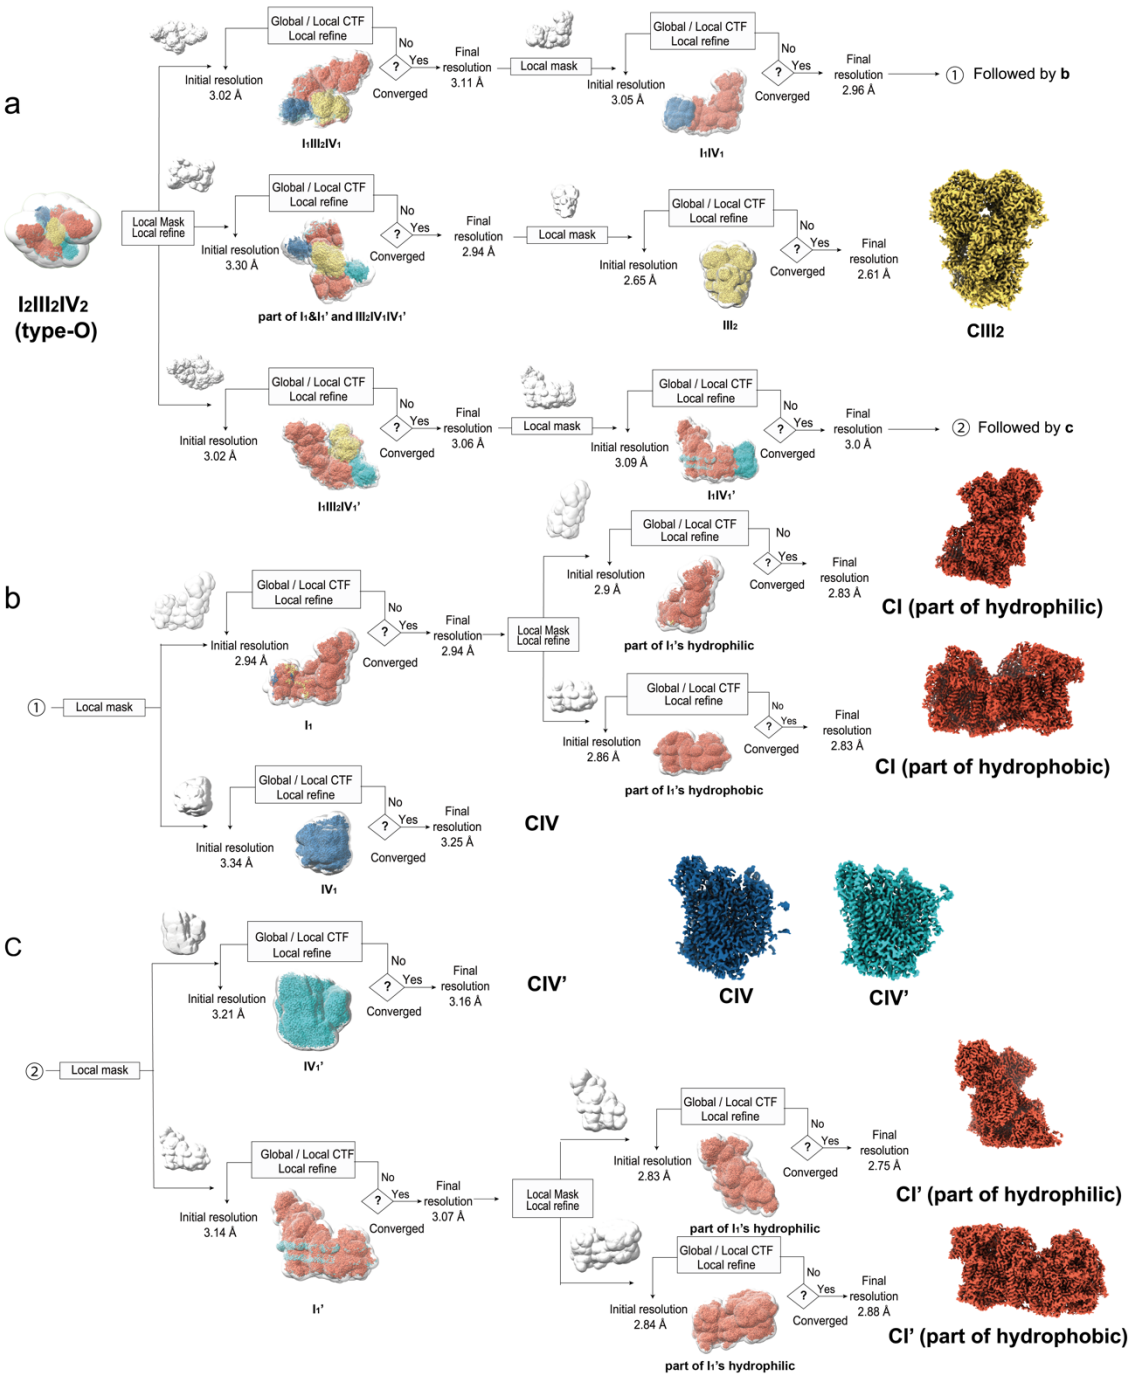 a
I2III2IV2
(type-O)
Local Mask
Local refine
Global / Local CTF
Local refine
Initial resolution
3.02 Å
I1III2IV1
No
?
Yes
Converged
Final
resolution
3.11 Å
Local mask
Global / Local CTF
Local refine
Initial resolution
3.05 Å
I1IV1
No
?
Yes
Converged
Final
resolution
2.96 Å
1 Followed by b
Global / Local CTF
Local refine
Initial resolution
3.30 Å
part of I1&I1' and III2IV1IV1'
No
?
Yes
Converged
Final
resolution
2.94 Å
Local mask
Global / Local CTF
Local refine
Initial resolution
2.65 Å
III2
No
?
Yes
Converged
Final
resolution
2.61 Å
CIII2
Global / Local CTF
Local refine
Initial resolution
3.02 Å
I1III2IV1'
No
?
Yes
Converged
Final
resolution
3.06 Å
Local mask
Global / Local CTF
Local refine
Initial resolution
3.09 Å
I1IV1'
No
?
Yes
Converged
Final
resolution
3.0 Å
2 Followed by c
b
1
Local mask
Global / Local CTF
Local refine
Initial resolution
2.94 Å
I1
No
?
Yes
Converged
Final
resolution
2.94 Å
Local Mask
Local refine
Global / Local CTF
Local refine
Initial resolution
2.9 Å
part of I1's hydrophilic
No
?
Yes
Converged
Final
resolution
2.83 Å
CI (part of hydrophilic)
Global / Local CTF
Local refine
Initial resolution
2.86 Å
part of I1's hydrophobic
No
?
Yes
Converged
Final
resolution
2.83 Å
CI (part of hydrophobic)
Global / Local CTF
Local refine
Initial resolution
3.34 Å
IV1
No
?
Yes
Converged
Final
resolution
3.25 Å
CIV
CIV
CIV'
C
2
Local mask
Global / Local CTF
Local refine
Initial resolution
3.21 Å
IV1'
No
?
Yes
Converged
Final
resolution
3.16 Å
CIV'
Global / Local CTF
Local refine
Initial resolution
3.14 Å
I1'
No
?
Yes
Converged
Final
resolution
3.07 Å
Local Mask
Local refine
Global / Local CTF
Local refine
Initial resolution
2.83 Å
part of I1's hydrophilic
No
?
Yes
Converged
Final
resolution
2.75 Å
CI' (part of hydrophilic)
Global / Local CTF
Local refine
Initial resolution
2.84 Å
part of I1's hydrophilic
No
?
Yes
Converged
Final
resolution
2.88 Å
CI' (part of hydrophobic)